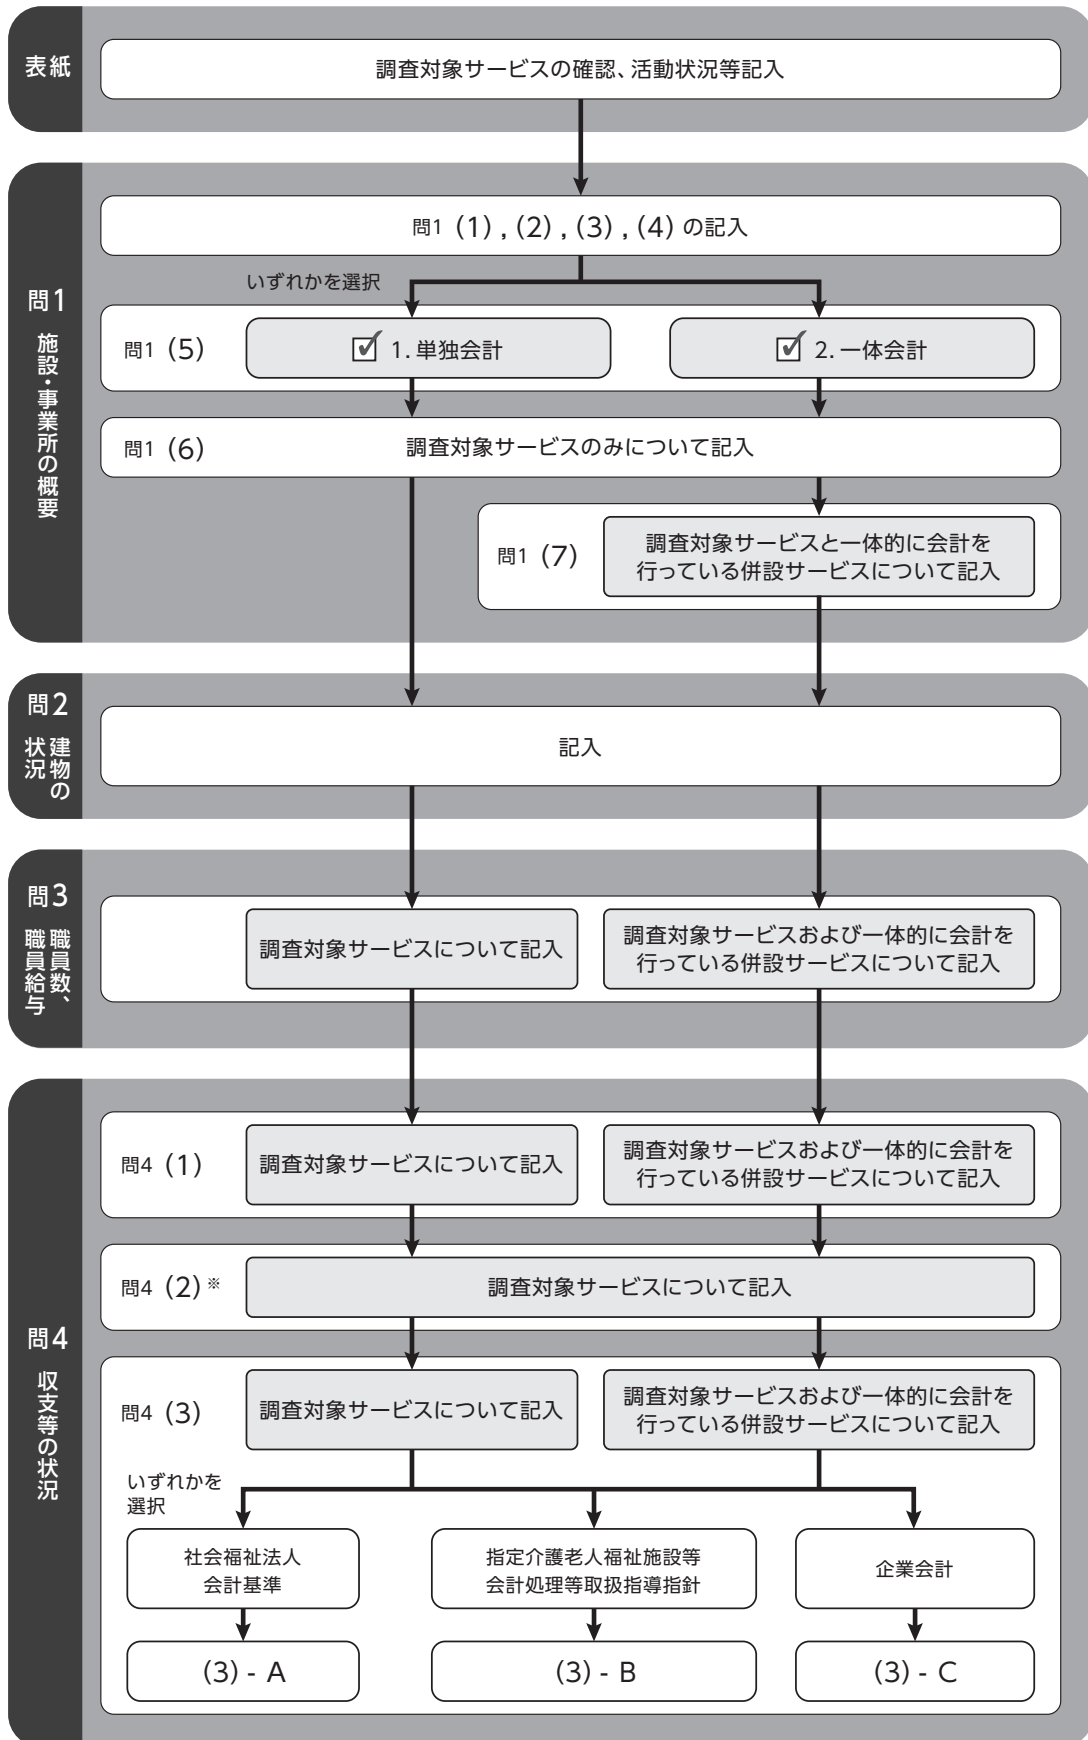 表紙
調査対象サービスの確認、活動状況等記入
問1 施設・事業所の概要
問1 (1) , (2) , (3) , (4) の記入
いずれかを選択
問1 (5)
1. 単独会計
2. 一体会計
問1 (6)
調査対象サービスのみについて記入
問1 (7)
調査対象サービスと一体的に会計を
行っている併設サービスについて記入
問2
建物の
状況
記入
問3
職員数、
職員給与
調査対象サービスについて記入
調査対象サービスおよび一体的に会計を
行っている併設サービスについて記入
問4 収支等の状況
問4 (1)
調査対象サービスについて記入
調査対象サービスおよび一体的に会計を
行っている併設サービスについて記入
問4 (2)※
調査対象サービスについて記入
問4 (3)
調査対象サービスについて記入
調査対象サービスおよび一体的に会計を
行っている併設サービスについて記入
いずれかを
選択
社会福祉法人
会計基準
指定介護老人福祉施設等
会計処理等取扱指導指針
企業会計
(3) - A
(3) - B
(3) - C